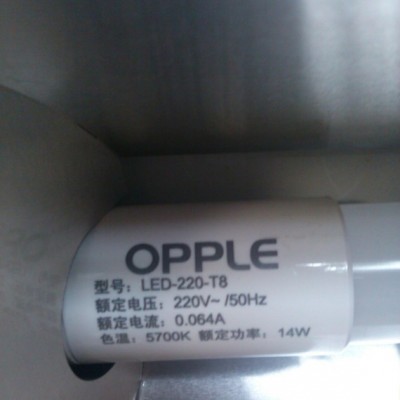 OPPLE
型号: LED-220-T8
额定电压: 220V~ /50Hz
额定电流: 0.064A
色温: 5700K 额定功率: 14W